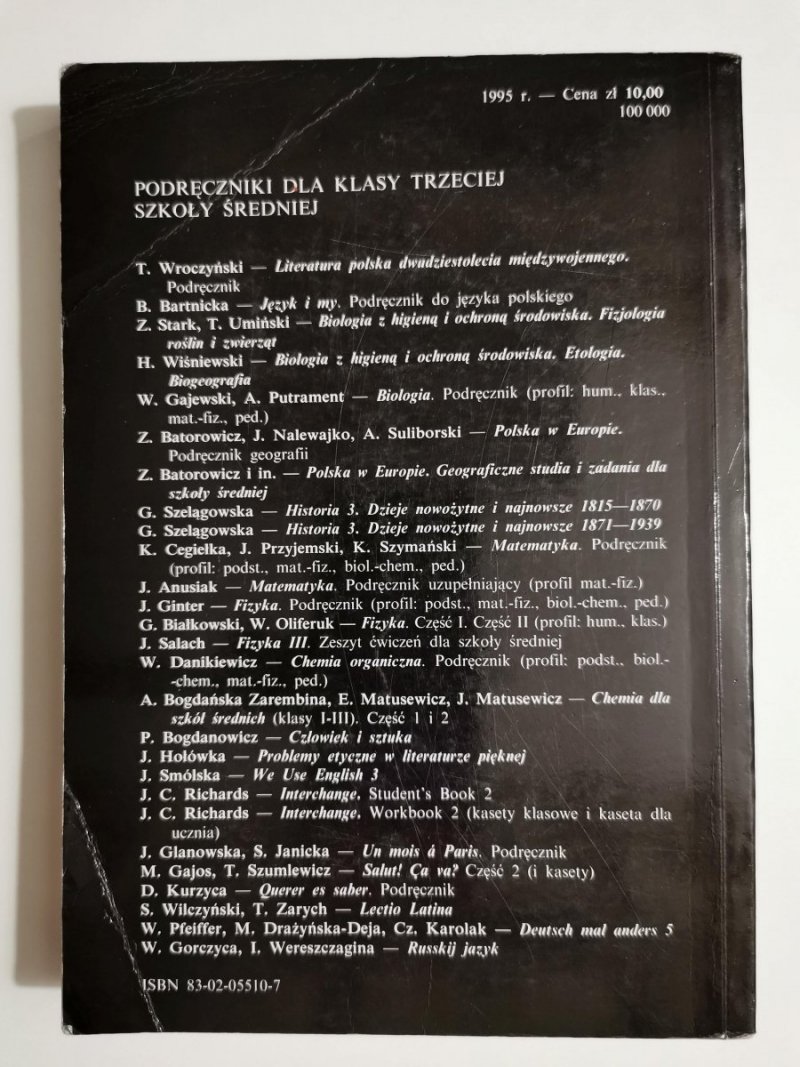 1995 r. — Cena zł 10,00
100 000
PODRĘCZNIKI DLA KLASY TRZECIEJ
SZKOŁY ŚREDNIEJ
T. Wroczyński — Literatura polska dwudziestolecia międzywojennego.
Podręcznik
B. Bartnicka — Język i my. Podręcznik do języka polskiego
Z. Stark, T. Umiński — Biologia z higieną i ochroną środowiska. Fizjologia
roślin i zwierząt
H. Wiśniewski — Biologia z higieną i ochroną środowiska. Etologia.
Biogeografia
W. Gajewski, A. Putrament — Biologia. Podręcznik (profil: hum., klas.,
mat.-fiz., ped.)
Z. Batorowicz, J. Nalewajko, A. Suliborski — Polska w Europie.
Podręcznik geografii
Z. Batorowicz i in. — Polska w Europie. Geograficzne studia i zadania dla
szkoły średniej
G. Szelągowska — Historia 3. Dzieje nowożytne i najnowsze 1815—1870
G. Szelągowska — Historia 3. Dzieje nowożytne i najnowsze 1871—1939
K. Cegiełka, J. Przyjemski, K. Szymański — Matematyka. Podręcznik
(profil: podst., mat.-fiz., biol.-chem., ped.)
J. Anusiak — Matematyka. Podręcznik uzupełniający (profil mat.-fiz.)
J. Ginter — Fizyka. Podręcznik (profil: podst., mat.-fiz., biol.-chem., ped.)
G. Białkowski, W. Oliferuk — Fizyka. Część I. Część II (profil: hum., klas.)
J. Salach — Fizyka III. Zeszyt ćwiczeń dla szkoły średniej
W. Danikiewicz — Chemia organiczna. Podręcznik (profil: podst., biol.-
-chem., mat.-fiz., ped.)
A. Bogdańska Zarembina, E. Matusewicz, J. Matusewicz — Chemia dla
szkół średnich (klasy I-III). Część 1 i 2
P. Bogdanowicz — Człowiek i sztuka
J. Hołówka — Problemy etyczne w literaturze pięknej
J. Smólska — We Use English 3
J. C. Richards — Interchange. Student's Book 2
J. C. Richards — Interchange. Workbook 2 (kasety klasowe i kaseta dla
ucznia)
J. Glanowska, S. Janicka — Un mois á Paris. Podręcznik
M. Gajos, T. Szumlewicz — Salut! Ça va? Część 2 (i kasety)
D. Kurzyca — Querer es saber. Podręcznik
S. Wilczyński, T. Zarych — Lectio Latina
W. Pfeiffer, M. Drażyńska-Deja, Cz. Karolak — Deutsch mal anders 5
W. Gorczyca, I. Wereszczagina — Russkij jazyk
ISBN 83-02-05510-7